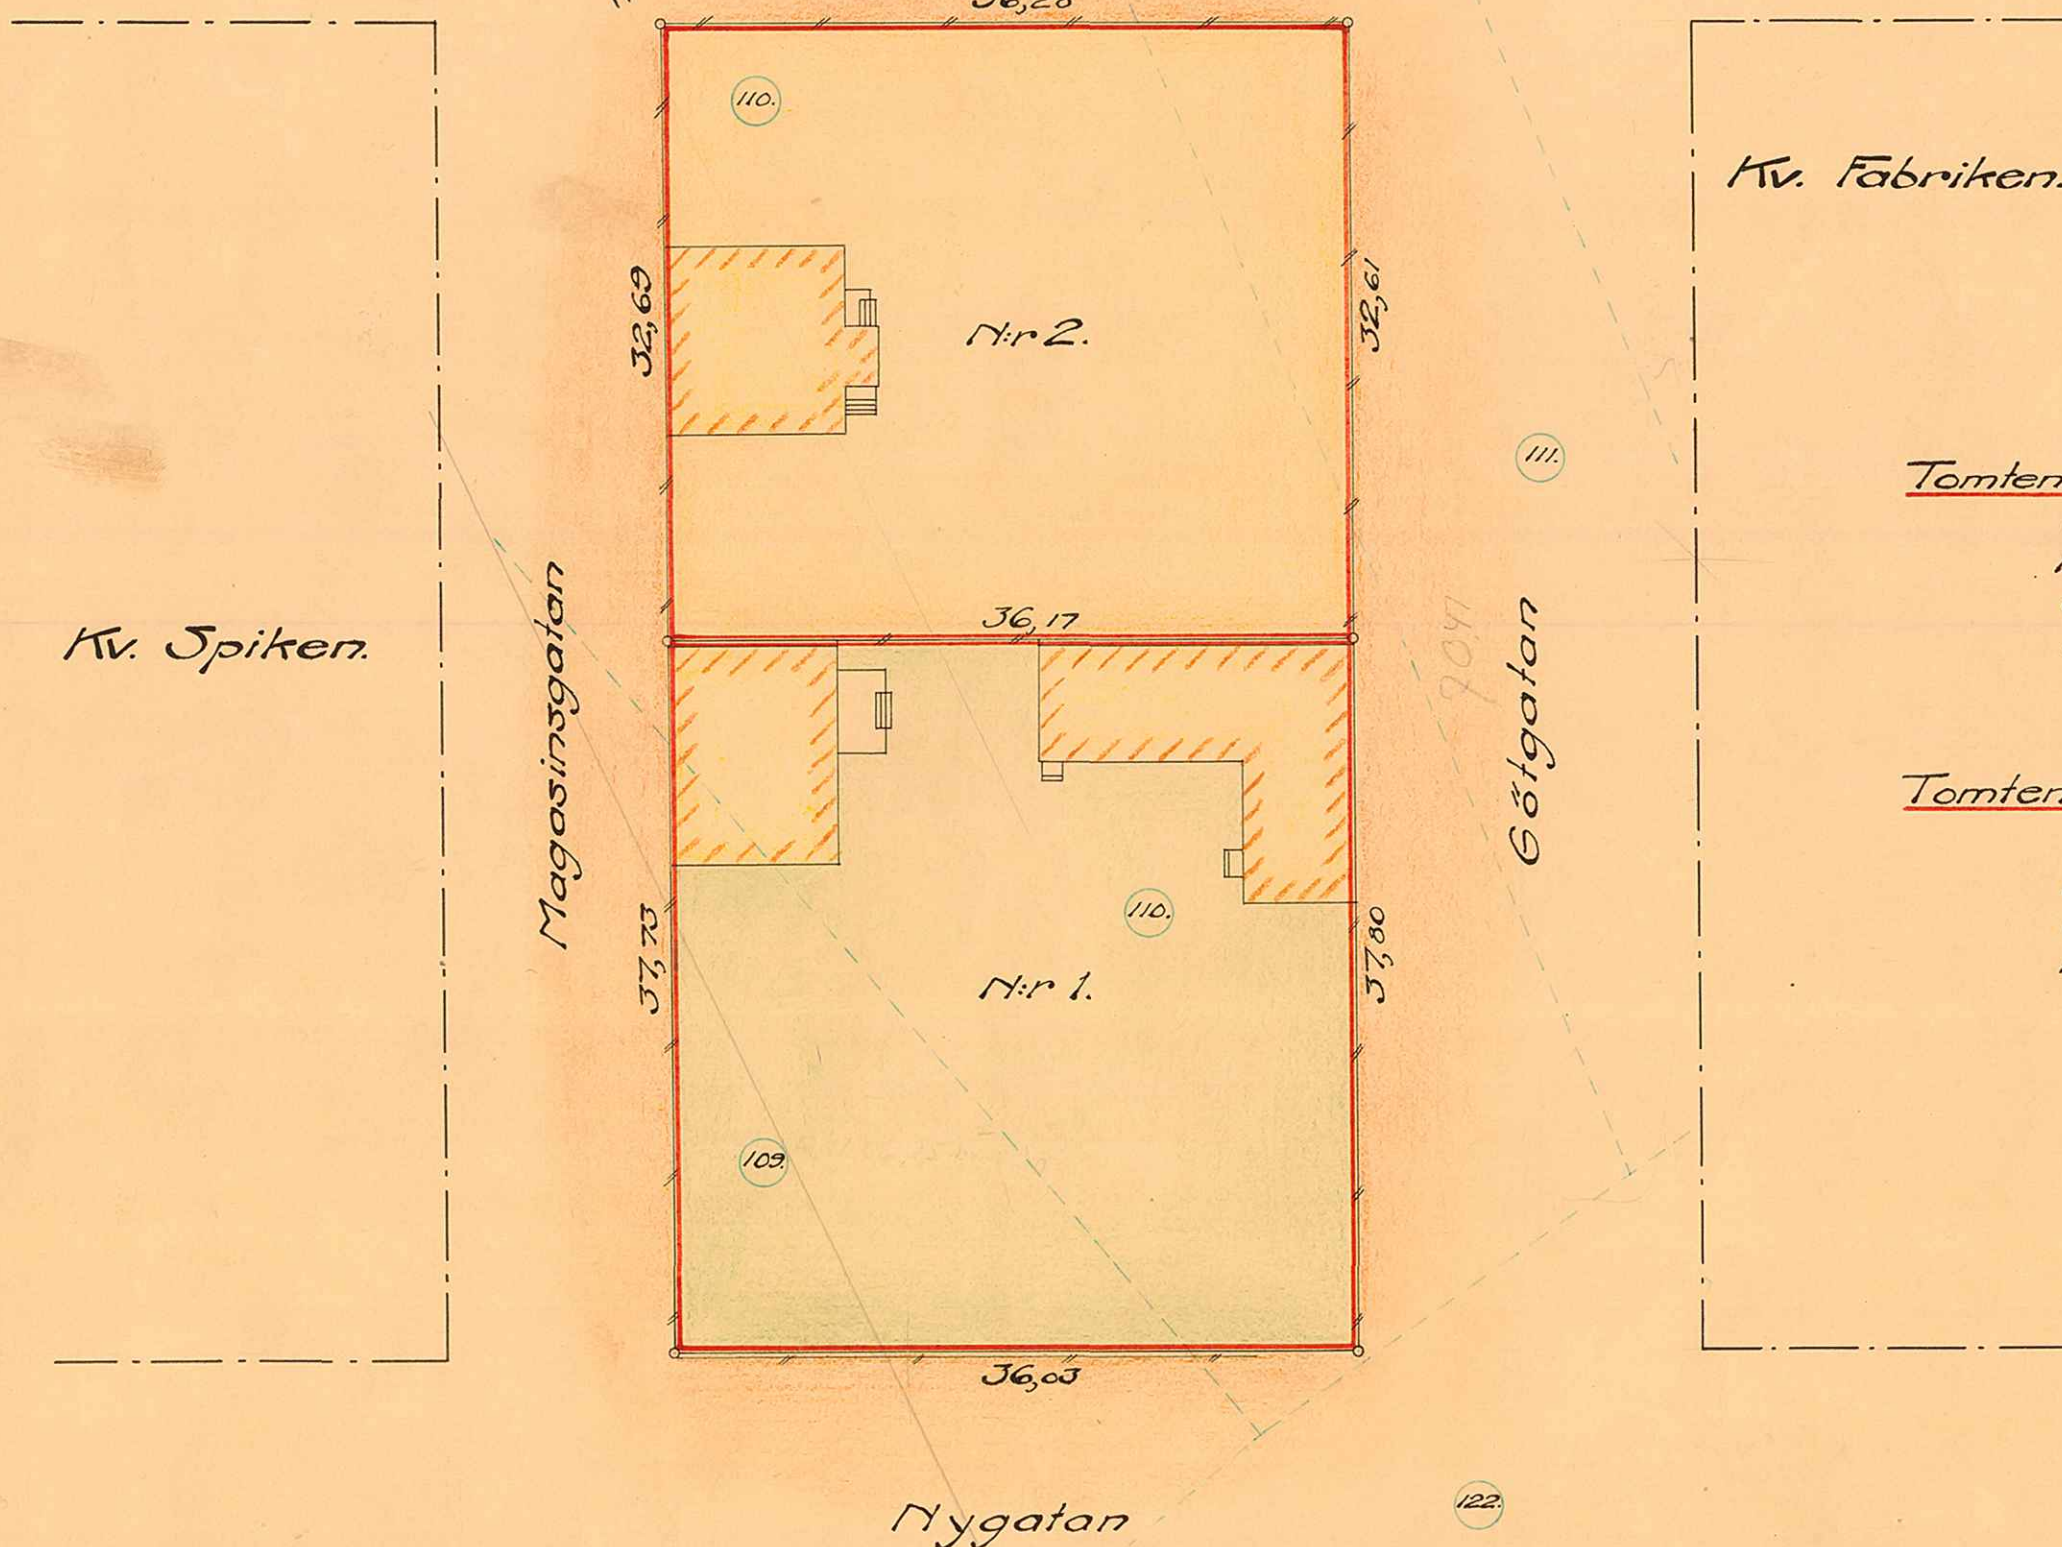 110.
Kv. Fabriken.
32,69
32,61
N:r 2.
111.
Tomten
36,17
Kv. Spiken.
Magasinsgatan
Götgatan
Tomten
37,73
37,80
110.
N:r 1.
109.
36,03
122.
Nygatan